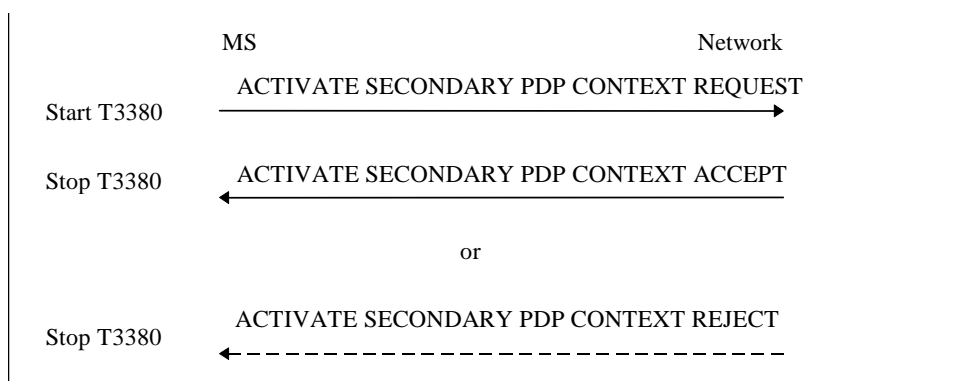 MS Network
ACTIVATE SECONDARY PDP CONTEXT REQUEST
Start T3380
ACTIVATE SECONDARY PDP CONTEXT ACCEPT
Stop T3380
or
ACTIVATE SECONDARY PDP CONTEXT REJECT
Stop T3380